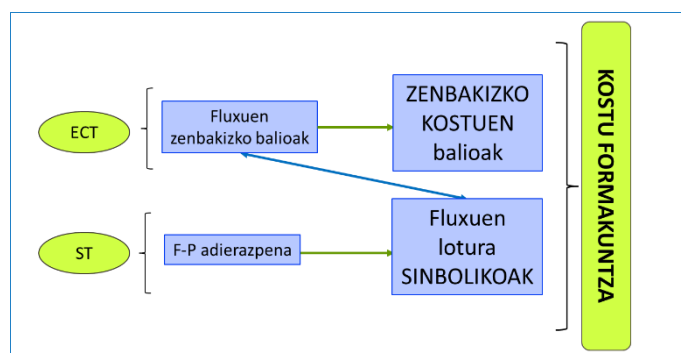 ECT
Fluxuen
zenbakizko balioak
ZENBAKIZKO
KOSTUEN
balioak
ST
F-P adierazpena
Fluxuen
lotura
SINBOLIKOAK
KOSTU FORMAKUNTZA